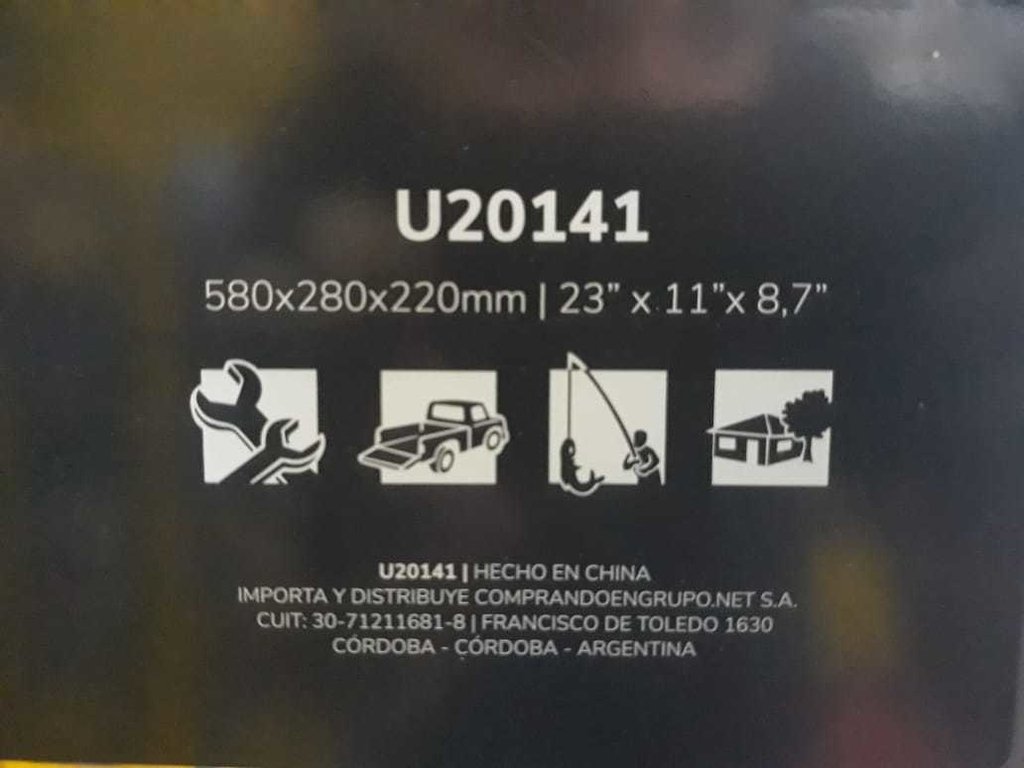 U20141
580x280x220mm | 23” x 11”x 8,7”
U20141 | HECHO EN CHINA
IMPORTA Y DISTRIBUYE COMPRANDOENGRUPO.NET S.A.
CUIT: 30-71211681-8 | FRANCISCO DE TOLEDO 1630
CÓRDOBA - CÓRDOBA - ARGENTINA